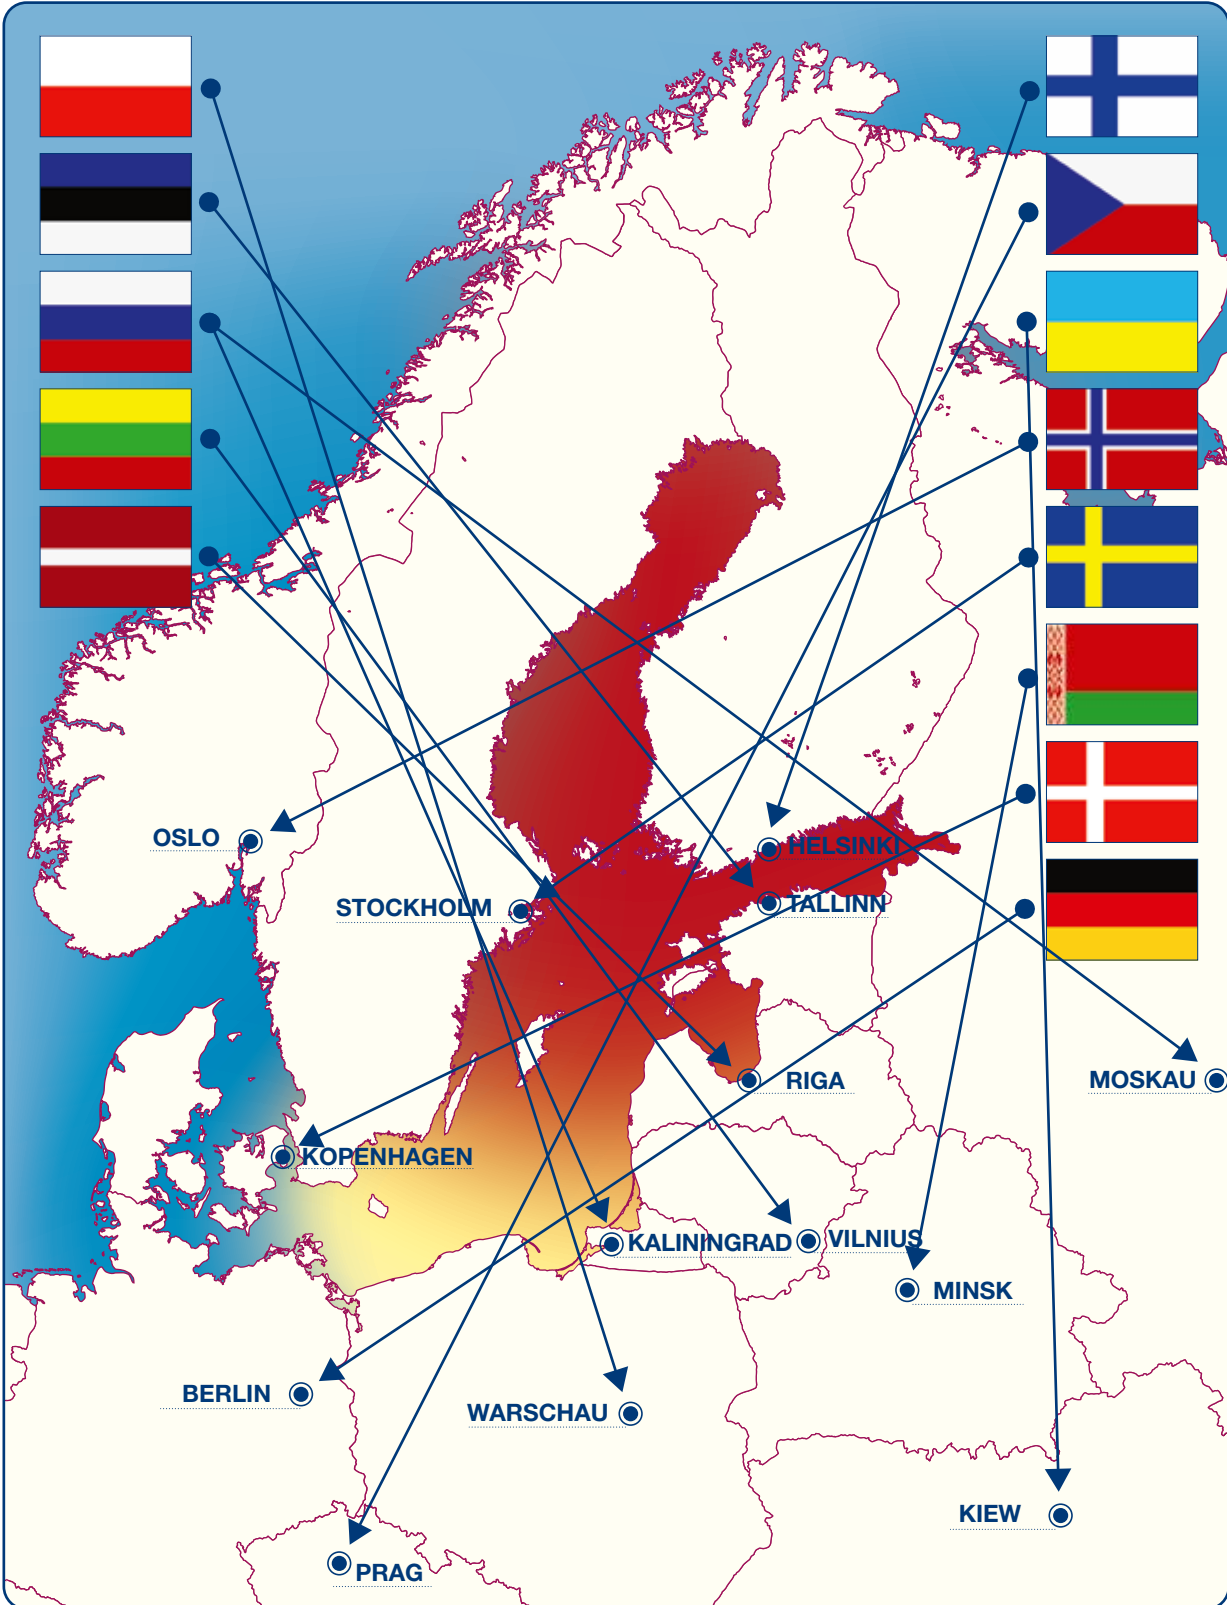 OSLO
HELSINKI
STOCKHOLM
TALLINN
RIGA
MOSKAU
KOPENHAGEN
KALININGRAD
VILNIUS
MINSK
BERLIN
WARSCHAU
KIEW
PRAG